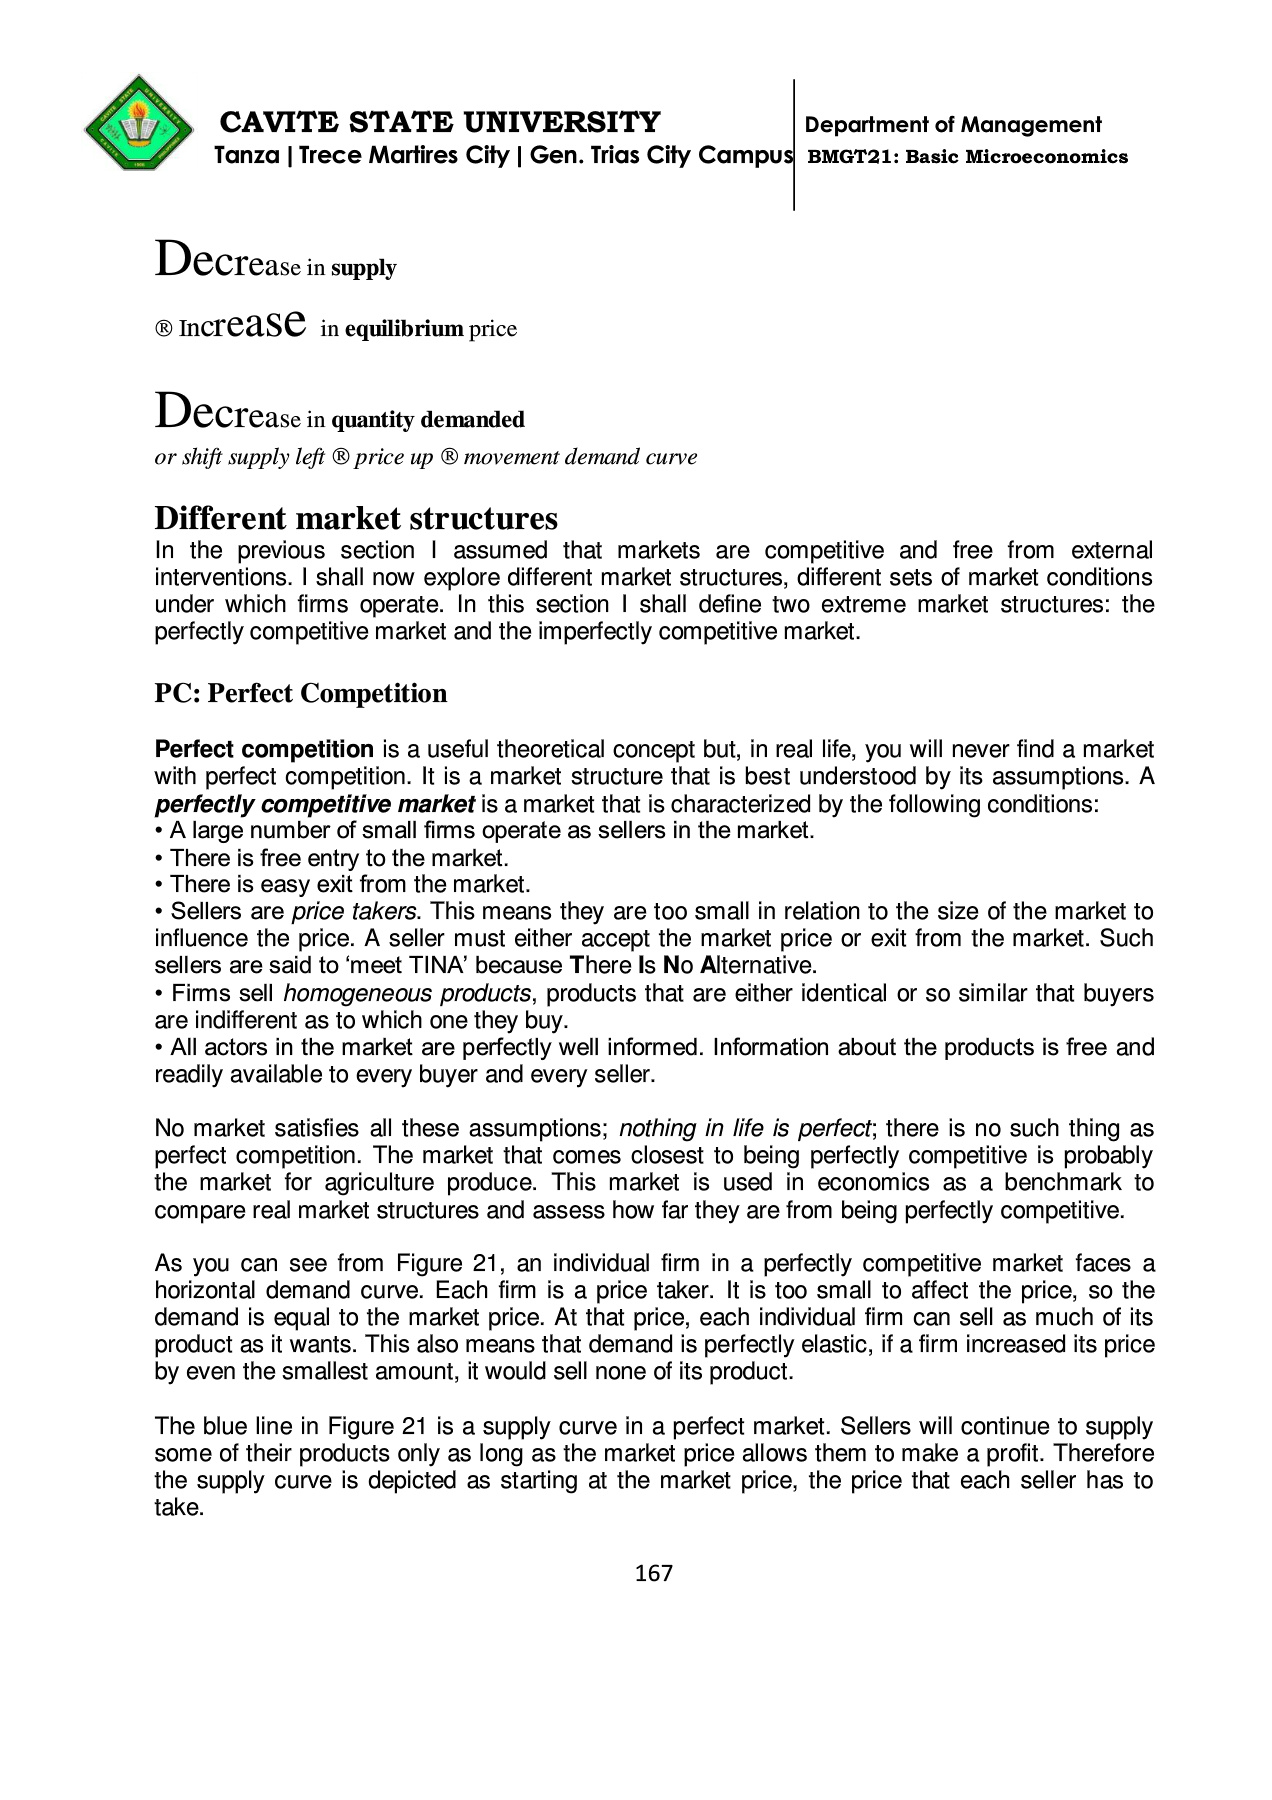 CAVITE STATE UNIVERSITY
Tanza | Trece Martires City | Gen. Trias City Campus
Department of Management
BMGT21: Basic Microeconomics
Decrease in supply
® Increase in equilibrium price
Decrease in quantity demanded
or shift supply left ® price up ® movement demand curve
Different market structures
In the previous section I assumed that markets are competitive and free from external
interventions. I shall now explore different market structures, different sets of market conditions
under which firms operate. In this section I shall define two extreme market structures: the
perfectly competitive market and the imperfectly competitive market.
PC: Perfect Competition
Perfect competition is a useful theoretical concept but, in real life, you will never find a market
with perfect competition. It is a market structure that is best understood by its assumptions. A
perfectly competitive market is a market that is characterized by the following conditions:
• A large number of small firms operate as sellers in the market.
• There is free entry to the market.
• There is easy exit from the market.
• Sellers are price takers. This means they are too small in relation to the size of the market to
influence the price. A seller must either accept the market price or exit from the market. Such
sellers are said to ‘meet TINA’ because There Is No Alternative.
• Firms sell homogeneous products, products that are either identical or so similar that buyers
are indifferent as to which one they buy.
• All actors in the market are perfectly well informed. Information about the products is free and
readily available to every buyer and every seller.
No market satisfies all these assumptions; nothing in life is perfect; there is no such thing as
perfect competition. The market that comes closest to being perfectly competitive is probably
the market for agriculture produce. This market is used in economics as a benchmark to
compare real market structures and assess how far they are from being perfectly competitive.
As you can see from Figure 21, an individual firm in a perfectly competitive market faces a
horizontal demand curve. Each firm is a price taker. It is too small to affect the price, so the
demand is equal to the market price. At that price, each individual firm can sell as much of its
product as it wants. This also means that demand is perfectly elastic, if a firm increased its price
by even the smallest amount, it would sell none of its product.
The blue line in Figure 21 is a supply curve in a perfect market. Sellers will continue to supply
some of their products only as long as the market price allows them to make a profit. Therefore
the supply curve is depicted as starting at the market price, the price that each seller has to
take.
167